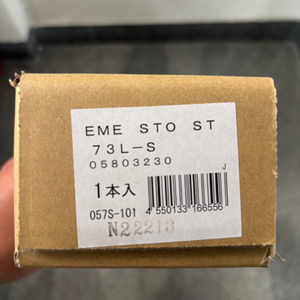 EME STO ST
73L-S
05803230
J
1本入
057S-101 4 550133 166556
N22213